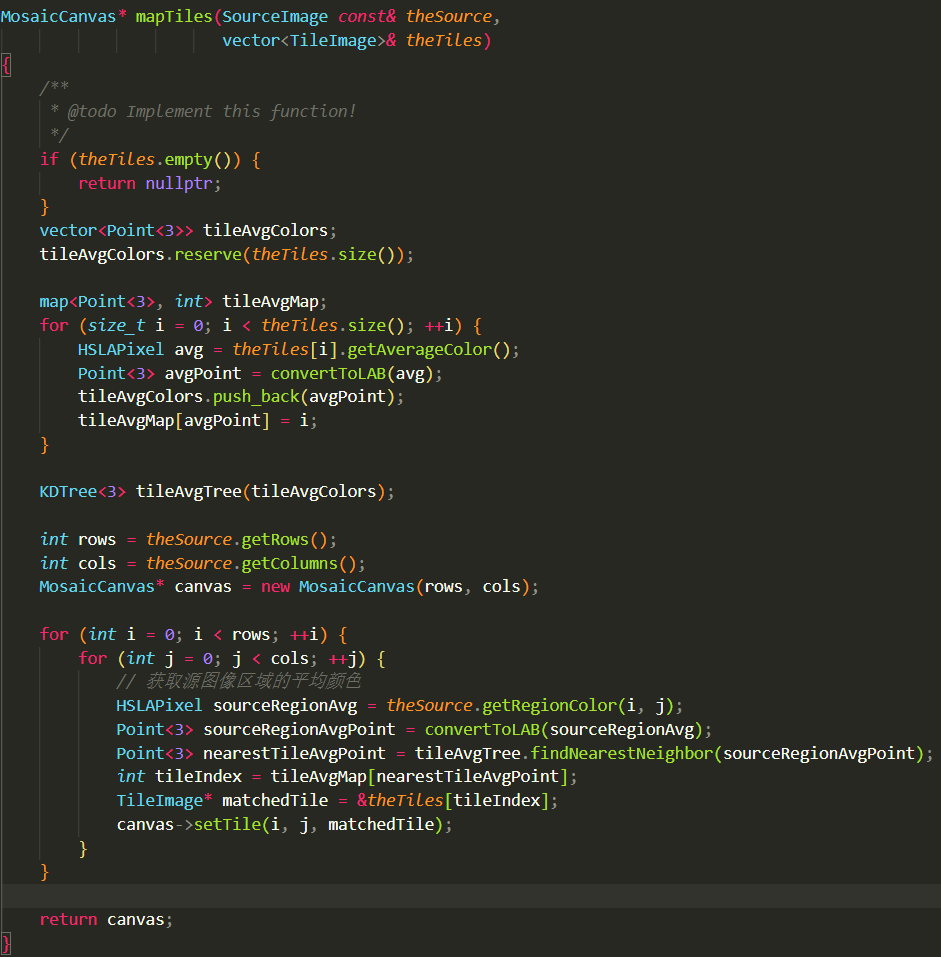 MosaicCanvas* mapTiles(SourceImage const& theSource,
vector<TileImage>& theTiles)
{
/**
* @todo Implement this function!
*/
if (theTiles.empty()) {
return nullptr;
}
vector<Point<3>> tileAvgColors;
tileAvgColors.reserve(theTiles.size());
map<Point<3>, int> tileAvgMap;
for (size_t i = 0; i < theTiles.size(); ++i) {
HSLAPixel avg = theTiles[i].getAverageColor();
Point<3> avgPoint = convertToLAB(avg);
tileAvgColors.push_back(avgPoint);
tileAvgMap[avgPoint] = i;
}
KDTree<3> tileAvgTree(tileAvgColors);
int rows = theSource.getRows();
int cols = theSource.getColumns();
MosaicCanvas* canvas = new MosaicCanvas(rows, cols);
for (int i = 0; i < rows; ++i) {
for (int j = 0; j < cols; ++j) {
// 获取源图像区域的平均颜色
HSLAPixel sourceRegionAvg = theSource.getRegionColor(i, j);
Point<3> sourceRegionAvgPoint = convertToLAB(sourceRegionAvg);
Point<3> nearestTileAvgPoint = tileAvgTree.findNearestNeighbor(sourceRegionAvgPoint);
int tileIndex = tileAvgMap[nearestTileAvgPoint];
TileImage* matchedTile = &theTiles[tileIndex];
canvas->setTile(i, j, matchedTile);
}
}
return canvas;
}